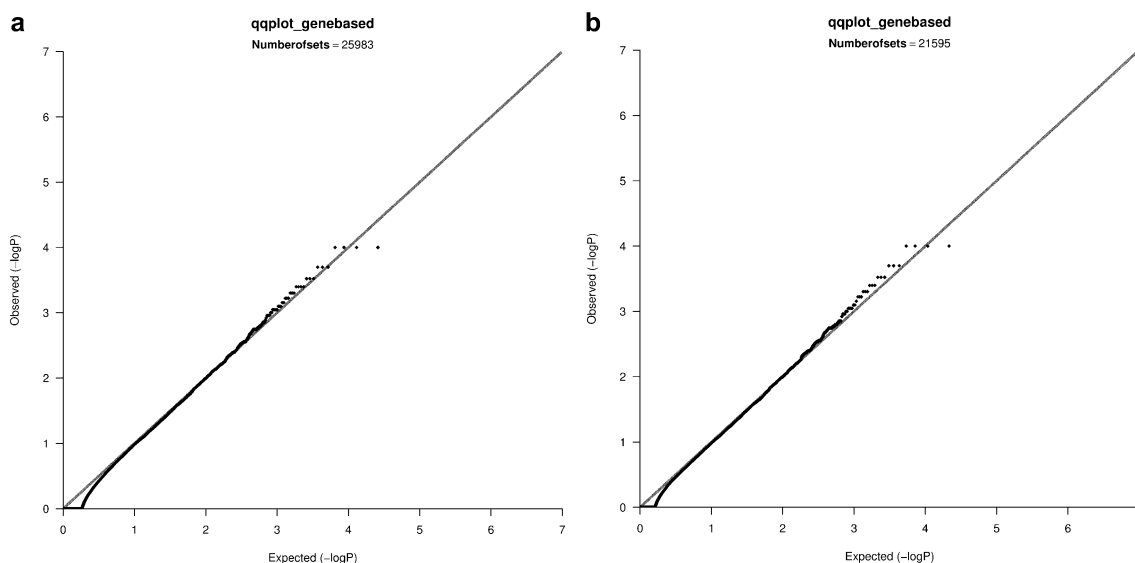 a
qqplot_genebased
Numberofsets = 25983
7
6
5
4
3
2
1
0
Observed (−logP)
0 1 2 3 4 5 6 7
Expected (−logP)
b
qqplot_genebased
Numberofsets = 21595
7
6
5
4
3
2
1
0
Observed (−logP)
0 1 2 3 4 5 6
Expected (−logP)